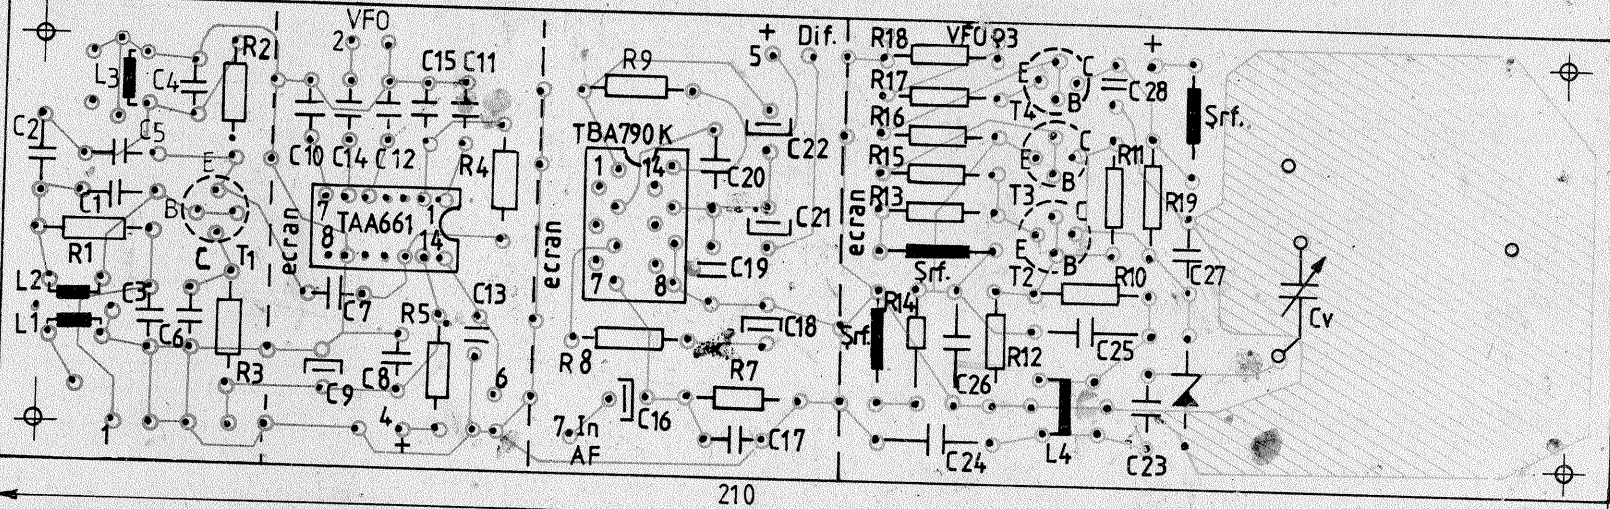 VFO
2
C15 C11
R2
L3
C4
C2
C5
E
B
C
T1
C1
R1
L2
L1
C3
C6
R3
1
ecran
C10 C14 C12
R4
7
TAA661
1
8
14
C7
R5
C13
C9
C8
4
+
6
ecran
R9
TBA790K
1
14
7
8
+
5
Dif.
C22
C20
C21
C19
C18
R8
R7
C16
7 In
AF
C17
ecran
R18
R17
R16
R15
R13
Srf.
VFO P3
E
C
B
T4
E
C
B
T3
E
C
B
T2
+
C28
Srf.
R11
R19
R10
C27
R14
Srf.
C26
R12
C25
C24
L4
C23
Cv
210